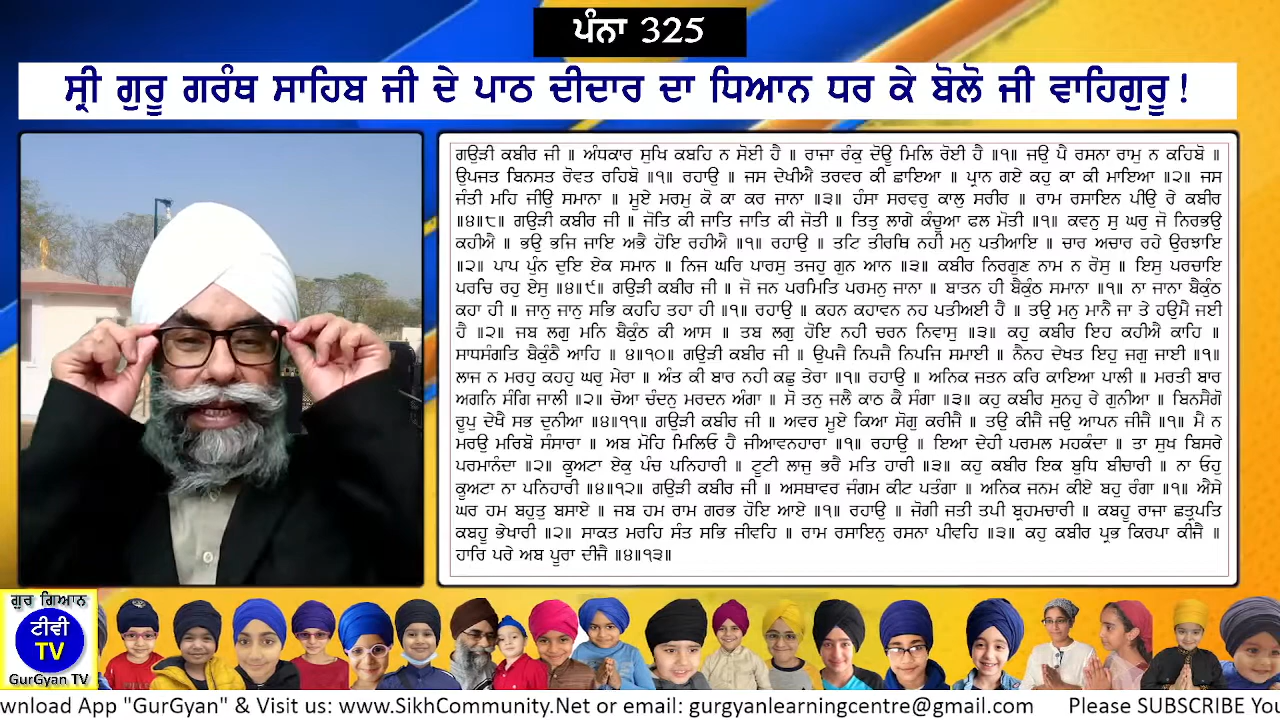 ਪੰਨਾ 325
ਸ੍ਰੀ ਗੁਰੂ ਗਰੰਥ ਸਾਹਿਬ ਜੀ ਦੇ ਪਾਠ ਦੀਦਾਰ ਦਾ ਧਿਆਨ ਧਰ ਕੇ ਬੋਲੋ ਜੀ ਵਾਹਿਗੁਰੂ !
ਗਉੜੀ ਕਬੀਰ ਜੀ ॥ ਅੰਧਕਾਰ ਸੁਖਿ ਕਬਹਿ ਨ ਸੋਈ ਹੈ ॥ ਰਾਜਾ ਰੰਕੁ ਦੋਊ ਮਿਲਿ ਰੋਈ ਹੈ ॥੧॥ ਜਉ ਪੈ ਰਸਨਾ ਰਾਮੁ ਨ ਕਹਿਬੋ ॥
ਉਪਜਤ ਬਿਨਸਤ ਰੋਵਤ ਰਹਿਬੋ ॥੧॥ ਰਹਾਉ ॥ ਜਸ ਦੇਖੀਐ ਤਰਵਰ ਕੀ ਛਾਇਆ ॥ ਪ੍ਰਾਨ ਗਏ ਕਹੁ ਕਾ ਕੀ ਮਾਇਆ ॥੨॥ ਜਸ
ਜੰਤੀ ਮਹਿ ਜੀਉ ਸਮਾਨਾ ॥ ਮੂਏ ਮਰਮੁ ਕੋ ਕਾ ਕਰ ਜਾਨਾ ॥੩॥ ਹੰਸਾ ਸਰਵਰੁ ਕਾਲੁ ਸਰੀਰ ॥ ਰਾਮ ਰਸਾਇਨ ਪੀਉ ਰੇ ਕਬੀਰ
॥੪॥੮॥ ਗਉੜੀ ਕਬੀਰ ਜੀ ॥ ਜੋਤਿ ਕੀ ਜਾਤਿ ਜਾਤਿ ਕੀ ਜੋਤੀ ॥ ਤਿਤੁ ਲਾਗੇ ਕੰਚੂਆ ਫਲ ਮੋਤੀ ॥੧॥ ਕਵਨੁ ਸੁ ਘਰੁ ਜੋ ਨਿਰਭਉ
ਕਹੀਐ ॥ ਭਉ ਭਜਿ ਜਾਇ ਅਭੈ ਹੋਇ ਰਹੀਐ ॥੧॥ ਰਹਾਉ ॥ ਤਟਿ ਤੀਰਥਿ ਨਹੀ ਮਨੁ ਪਤੀਆਇ ॥ ਚਾਰ ਅਚਾਰ ਰਹੇ ਉਰਝਾਇ
॥੨॥ ਪਾਪ ਪੁੰਨ ਦੁਇ ਏਕ ਸਮਾਨ ॥ ਨਿਜ ਘਰਿ ਪਾਰਸੁ ਤਜਹੁ ਗੁਨ ਆਨ ॥੩॥ ਕਬੀਰ ਨਿਰਗੁਣ ਨਾਮ ਨ ਰੋਸੁ ॥ ਇਸੁ ਪਰਚਾਇ
ਪਰਚਿ ਰਹੁ ਏਸੁ ॥੪॥੯॥ ਗਉੜੀ ਕਬੀਰ ਜੀ ॥ ਜੋ ਜਨ ਪਰਮਿਤਿ ਪਰਮਨੁ ਜਾਨਾ ॥ ਬਾਤਨ ਹੀ ਬੈਕੁੰਠ ਸਮਾਨਾ ॥੧॥ ਨਾ ਜਾਨਾ ਬੈਕੁੰਠ
ਕਹਾ ਹੀ ॥ ਜਾਨੁ ਜਾਨੁ ਸਭਿ ਕਹਹਿ ਤਹਾ ਹੀ ॥੧॥ ਰਹਾਉ ॥ ਕਹਨ ਕਹਾਵਨ ਨਹ ਪਤੀਅਈ ਹੈ ॥ ਤਉ ਮਨੁ ਮਾਨੈ ਜਾ ਤੇ ਹਉਮੈ ਜਈ
ਹੈ ॥੨॥ ਜਬ ਲਗੁ ਮਨਿ ਬੈਕੁੰਠ ਕੀ ਆਸ ॥ ਤਬ ਲਗੁ ਹੋਇ ਨਹੀ ਚਰਨ ਨਿਵਾਸੁ ॥੩॥ ਕਹੁ ਕਬੀਰ ਇਹ ਕਹੀਐ ਕਾਹਿ ॥
ਸਾਧਸੰਗਤਿ ਬੈਕੁੰਠੈ ਆਹਿ ॥ ੪॥੧੦॥ ਗਉੜੀ ਕਬੀਰ ਜੀ ॥ ਉਪਜੈ ਨਿਪਜੈ ਨਿਪਜਿ ਸਮਾਈ ॥ ਨੈਨਹ ਦੇਖਤ ਇਹੁ ਜਗੁ ਜਾਈ ॥੧॥
ਲਾਜ ਨ ਮਰਹੁ ਕਹਹੁ ਘਰੁ ਮੇਰਾ ॥ ਅੰਤ ਕੀ ਬਾਰ ਨਹੀ ਕਛੁ ਤੇਰਾ ॥੧॥ ਰਹਾਉ ॥ ਅਨਿਕ ਜਤਨ ਕਰਿ ਕਾਇਆ ਪਾਲੀ ॥ ਮਰਤੀ ਬਾਰ
ਅਗਨਿ ਸੰਗਿ ਜਾਲੀ ॥੨॥ ਚੋਆ ਚੰਦਨੁ ਮਰਦਨ ਅੰਗਾ ॥ ਸੋ ਤਨੁ ਜਲੈ ਕਾਠ ਕੈ ਸੰਗਾ ॥੩॥ ਕਹੁ ਕਬੀਰ ਸੁਨਹੁ ਰੇ ਗੁਨੀਆ ॥ ਬਿਨਸੈਗੋ
ਰੂਪੁ ਦੇਖੈ ਸਭ ਦੁਨੀਆ ॥੪॥੧੧॥ ਗਉੜੀ ਕਬੀਰ ਜੀ ॥ ਅਵਰ ਮੂਏ ਕਿਆ ਸੋਗੁ ਕਰੀਜੈ ॥ ਤਉ ਕੀਜੈ ਜਉ ਆਪਨ ਜੀਜੈ ॥੧॥ ਮੈ ਨ
ਮਰਉ ਮਰਿਬੋ ਸੰਸਾਰਾ ॥ ਅਬ ਮੋਹਿ ਮਿਲਿਓ ਹੈ ਜੀਆਵਨਹਾਰਾ ॥੧॥ ਰਹਾਉ ॥ ਇਆ ਦੇਹੀ ਪਰਮਲ ਮਹਕੰਦਾ ॥ ਤਾ ਸੁਖ ਬਿਸਰੇ
ਪਰਮਾਨੰਦਾ ॥੨॥ ਕੂਅਟਾ ਏਕੁ ਪੰਚ ਪਨਿਹਾਰੀ ॥ ਟੂਟੀ ਲਾਜੁ ਭਰੈ ਮਤਿ ਹਾਰੀ ॥੩॥ ਕਹੁ ਕਬੀਰ ਇਕ ਬੁਧਿ ਬੀਚਾਰੀ ॥ ਨਾ ਓਹੁ
ਕੂਅਟਾ ਨਾ ਪਨਿਹਾਰੀ ॥੪॥੧੨॥ ਗਉੜੀ ਕਬੀਰ ਜੀ ॥ ਅਸਥਾਵਰ ਜੰਗਮ ਕੀਟ ਪਤੰਗਾ ॥ ਅਨਿਕ ਜਨਮ ਕੀਏ ਬਹੁ ਰੰਗਾ ॥੧॥ ਐਸੇ
ਘਰ ਹਮ ਬਹੁਤੁ ਬਸਾਏ ॥ ਜਬ ਹਮ ਰਾਮ ਗਰਭ ਹੋਇ ਆਏ ॥੧॥ ਰਹਾਉ ॥ ਜੋਗੀ ਜਤੀ ਤਪੀ ਬ੍ਰਹਮਚਾਰੀ ॥ ਕਬਹੂ ਰਾਜਾ ਛਤ੍ਰਪਤਿ
ਕਬਹੂ ਭੇਖਾਰੀ ॥੨॥ ਸਾਕਤ ਮਰਹਿ ਸੰਤ ਸਭਿ ਜੀਵਹਿ ॥ ਰਾਮ ਰਸਾਇਨੁ ਰਸਨਾ ਪੀਵਹਿ ॥੩॥ ਕਹੁ ਕਬੀਰ ਪ੍ਰਭ ਕਿਰਪਾ ਕੀਜੈ ॥
ਹਾਰਿ ਪਰੇ ਅਬ ਪੂਰਾ ਦੀਜੈ ॥੪॥੧੩॥
ਗੁਰ ਗਿਆਨ
ਟੀਵੀ
TV
GurGyan TV
wnload App "GurGyan" & Visit us: www.SikhCommunity.Net or email: gurgyanlearningcentre@gmail.com Please SUBSCRIBE You